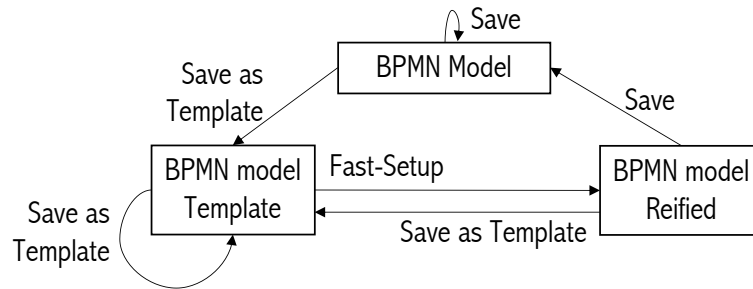 Save
BPMN Model
Save as
Template
Save
BPMN model
Template
Fast-Setup
BPMN model
Reified
Save as
Template
Save as Template